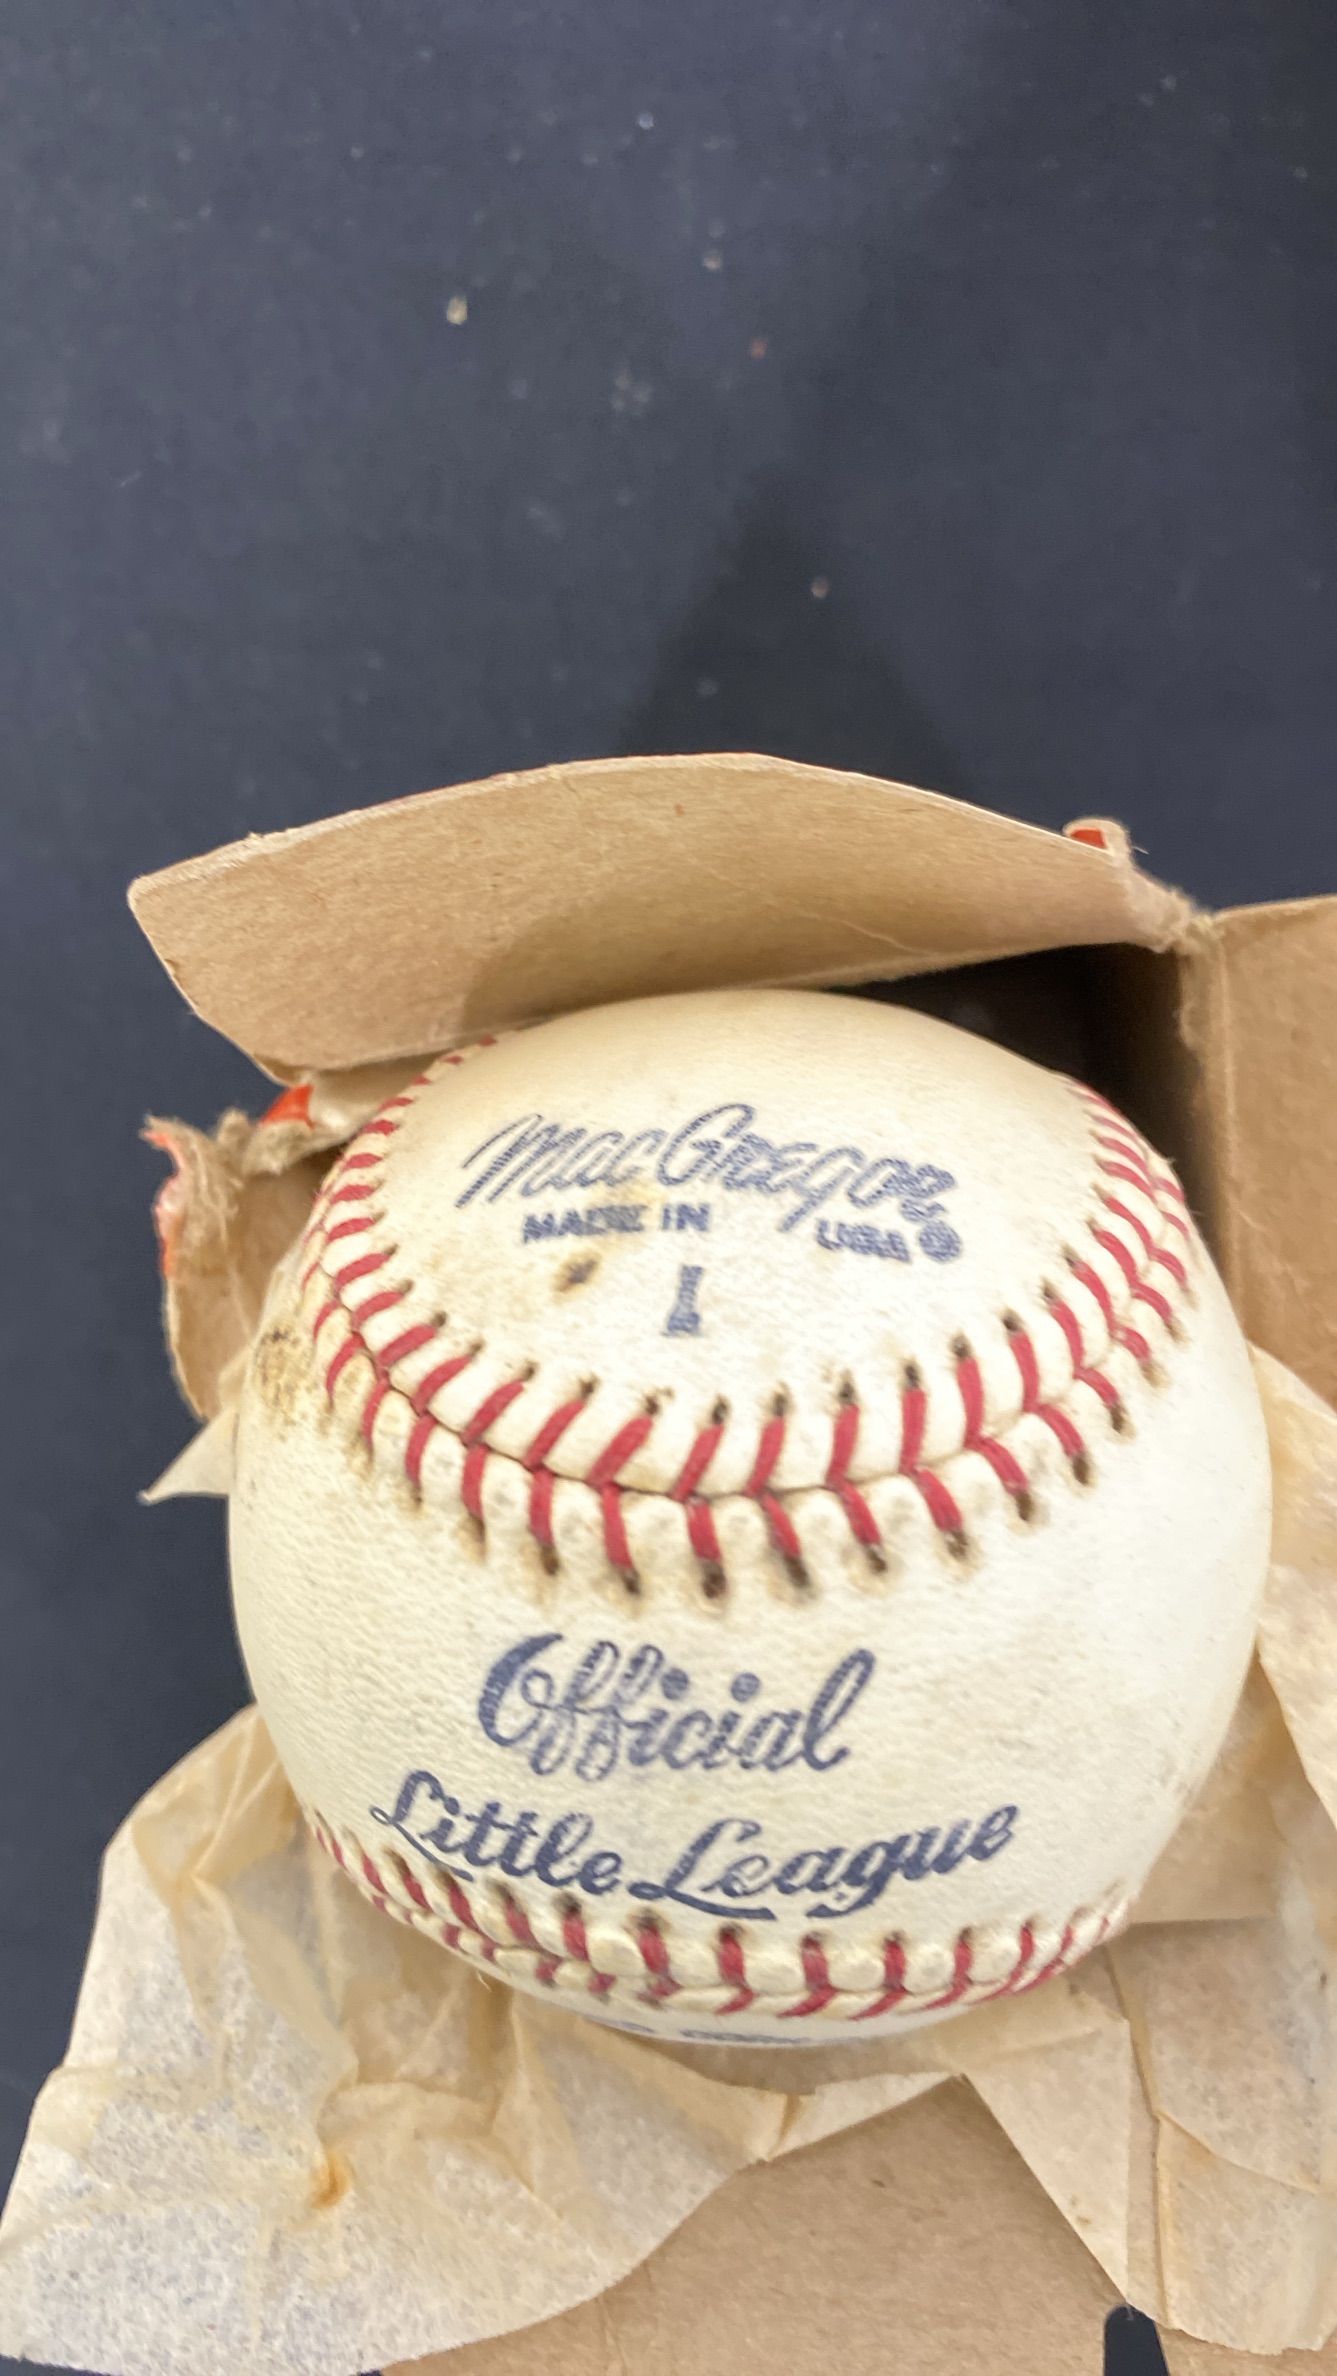 MacGregor
MADE IN USA ®
1
Official
Little League